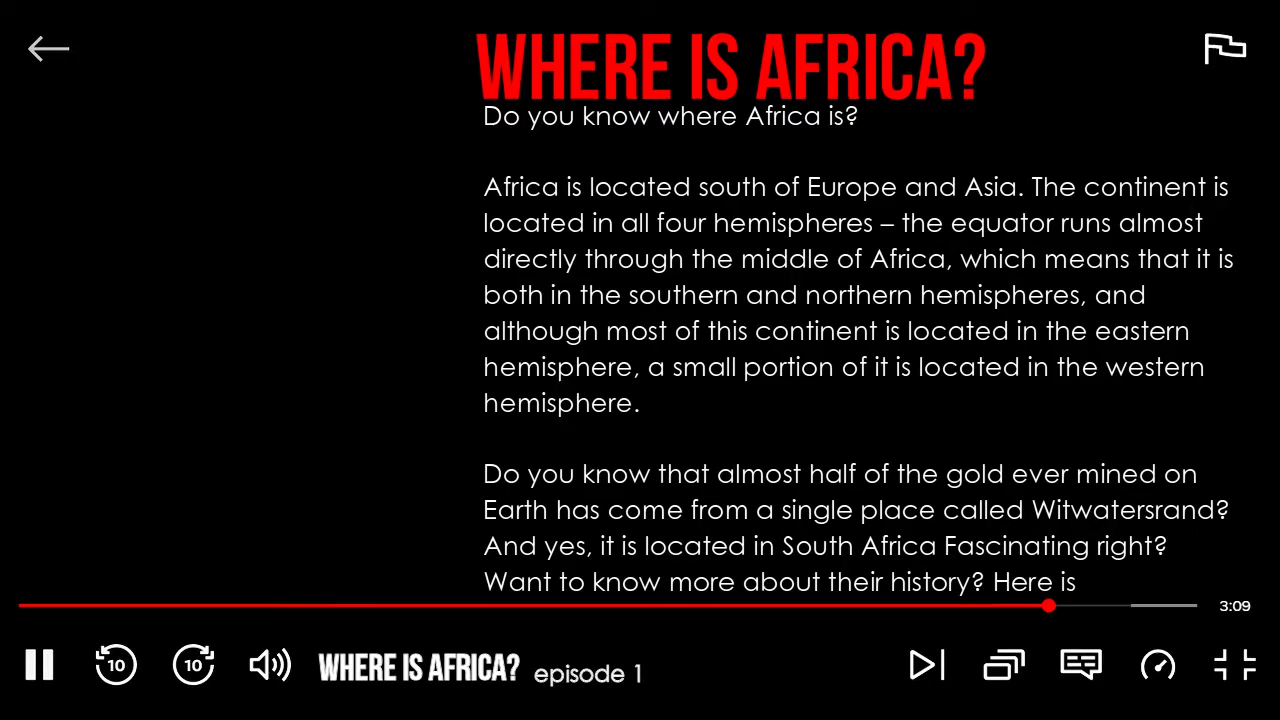 WHERE IS AFRICA?
Do you know where Africa is?
Africa is located south of Europe and Asia. The continent is
located in all four hemispheres – the equator runs almost
directly through the middle of Africa, which means that it is
both in the southern and northern hemispheres, and
although most of this continent is located in the eastern
hemisphere, a small portion of it is located in the western
hemisphere.
Do you know that almost half of the gold ever mined on
Earth has come from a single place called Witwatersrand?
And yes, it is located in South Africa Fascinating right?
Want to know more about their history? Here is
3:09
10
10
WHERE IS AFRICA? episode 1